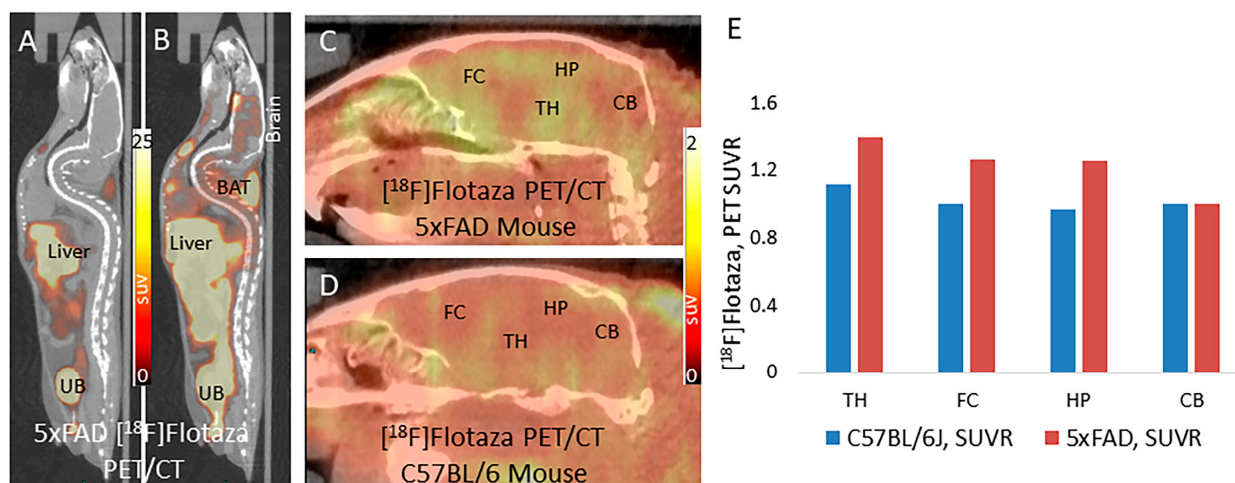 A
B
Brain
25
BAT
Liver
Liver
suv
0
UB
UB
5xFAD [¹⁸F]Flotaza
PET/CT
C
FC
HP
TH
CB
[¹⁸F]Flotaza PET/CT
5xFAD Mouse
2
suv
0
D
FC
HP
TH
CB
[¹⁸F]Flotaza PET/CT
C57BL/6 Mouse
E
[¹⁸F]Flotaza, PET SUVR
1.6
1.2
0.8
0.4
0
TH FC HP CB
C57BL/6J, SUVR 5xFAD, SUVR